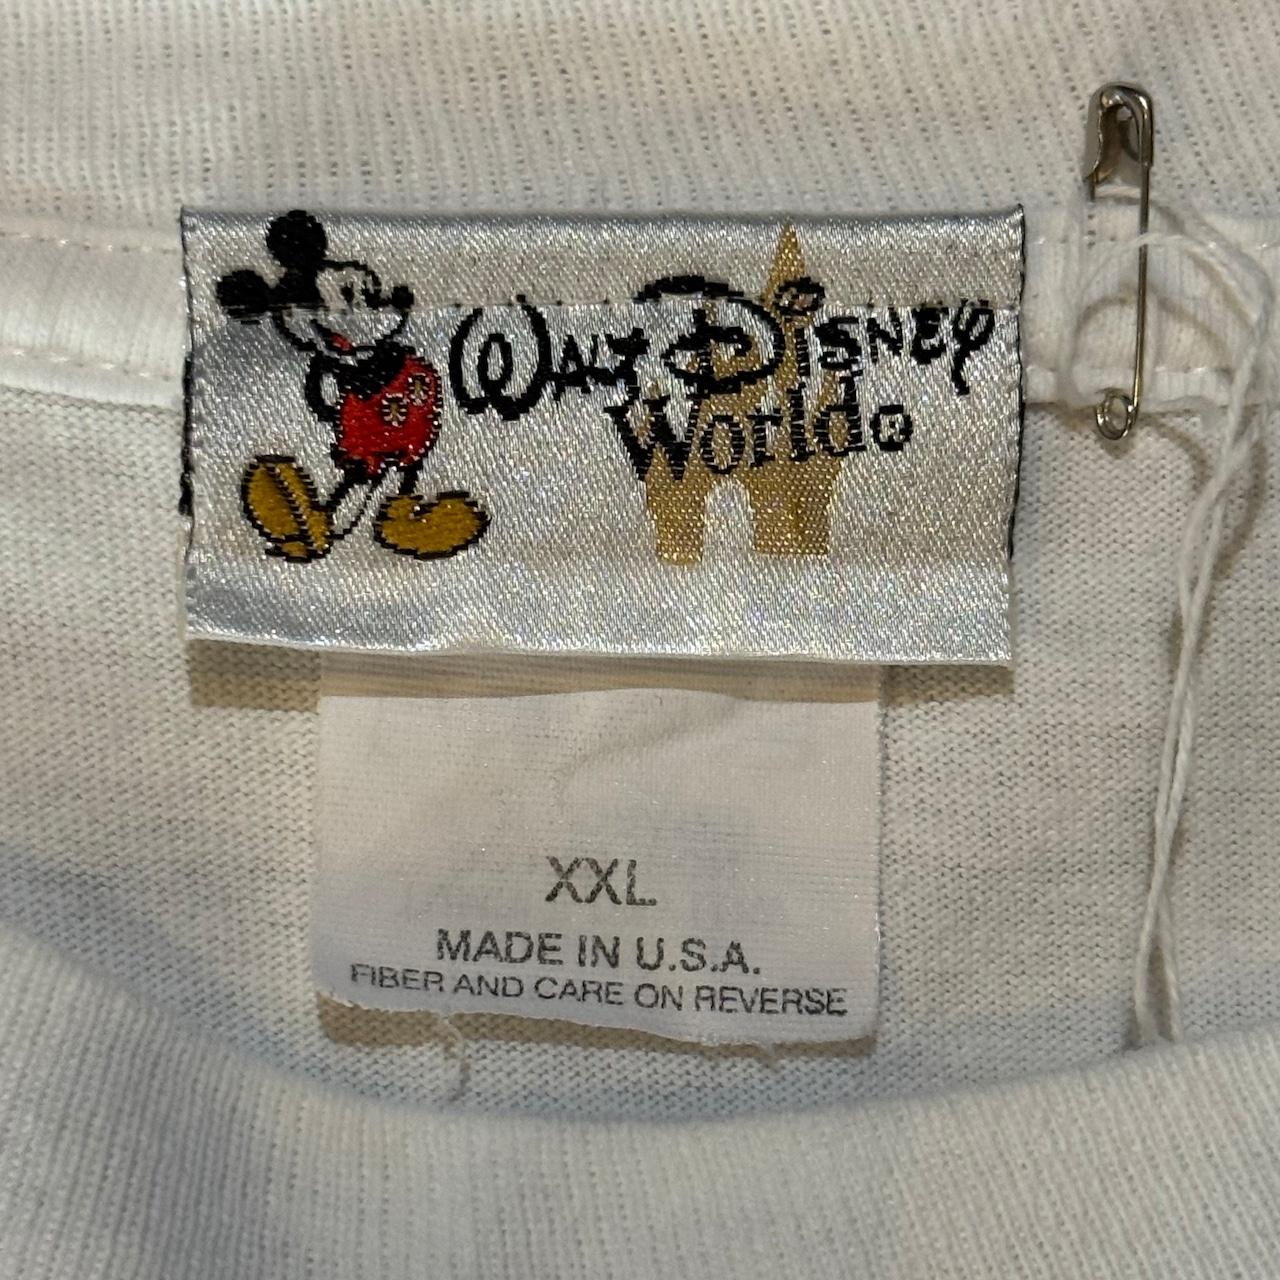 Walt Disney
World®
XXL
MADE IN U.S.A.
FIBER AND CARE ON REVERSE